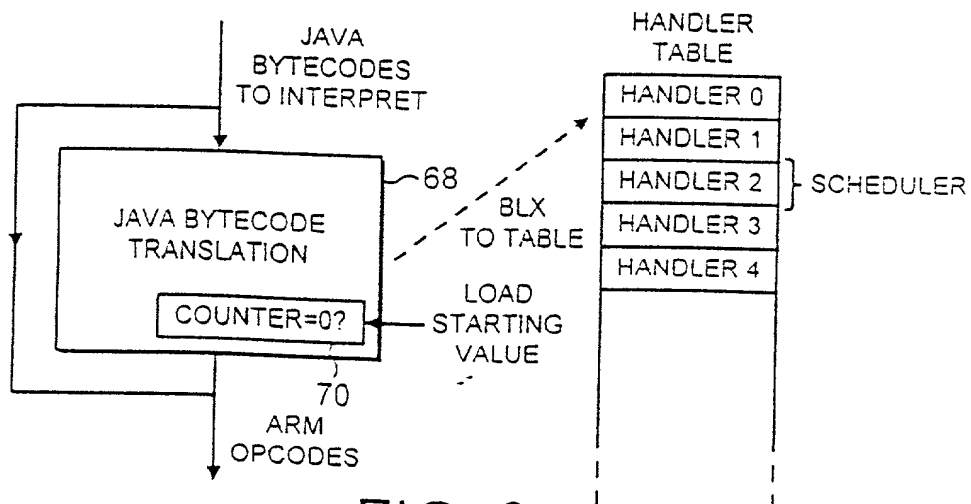 JAVA
BYTECODES
TO INTERPRET
HANDLER
TABLE
HANDLER 0
HANDLER 1
HANDLER 2
HANDLER 3
HANDLER 4
SCHEDULER
68
JAVA BYTECODE
TRANSLATION
BLX
TO TABLE
COUNTER=0?
LOAD
STARTING
VALUE
70
ARM
OPCODES